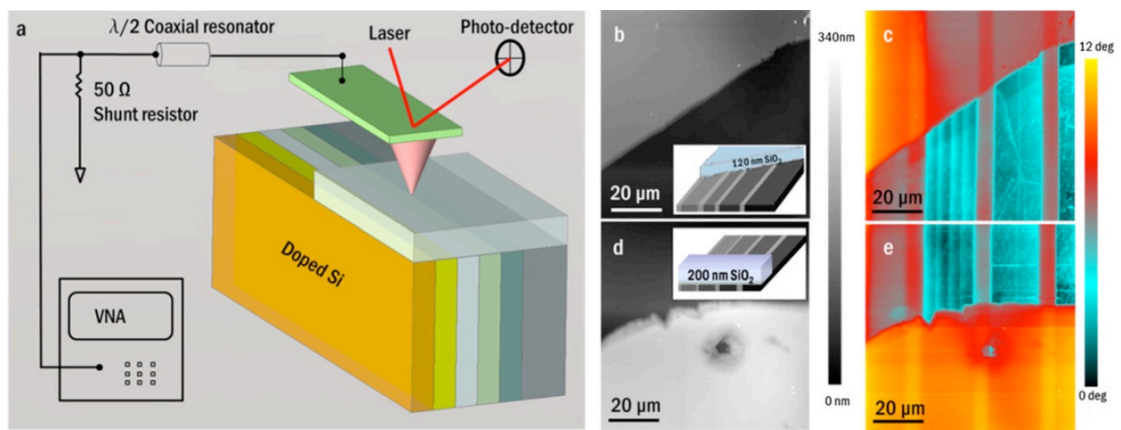 a
λ/2 Coaxial resonator
Laser
Photo-detector
50 Ω
Shunt resistor
Doped Si
VNA
b
120 nm SiO₂
20 µm
d
200 nm SiO₂
20 µm
340nm
0 nm
c
20 µm
e
20 µm
12 deg
0 deg